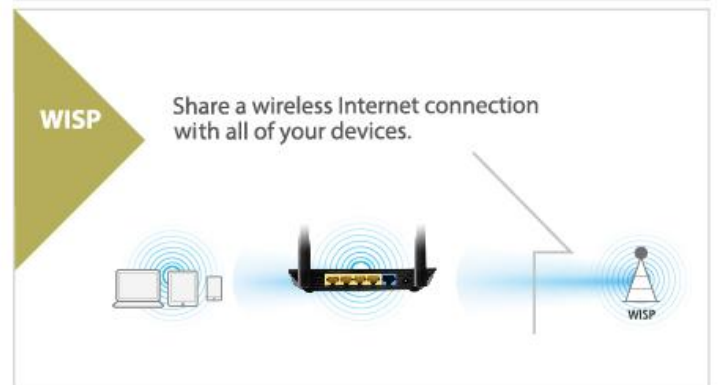 WISP
Share a wireless Internet connection
with all of your devices.
WISP